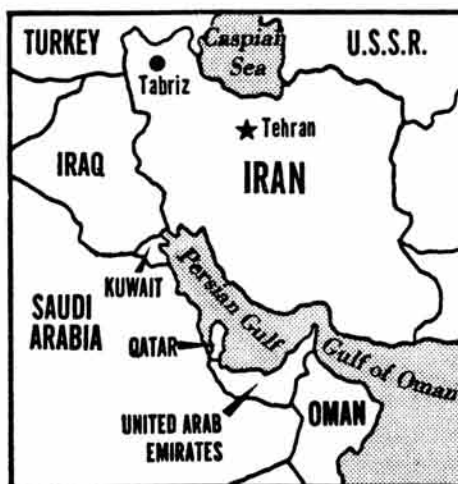 TURKEY
Caspian
Sea
U.S.S.R.
Tabriz
Tehran
IRAQ
IRAN
KUWAIT
Persian Gulf
SAUDI
ARABIA
QATAR
Gulf of Oman
UNITED ARAB
EMIRATES
OMAN